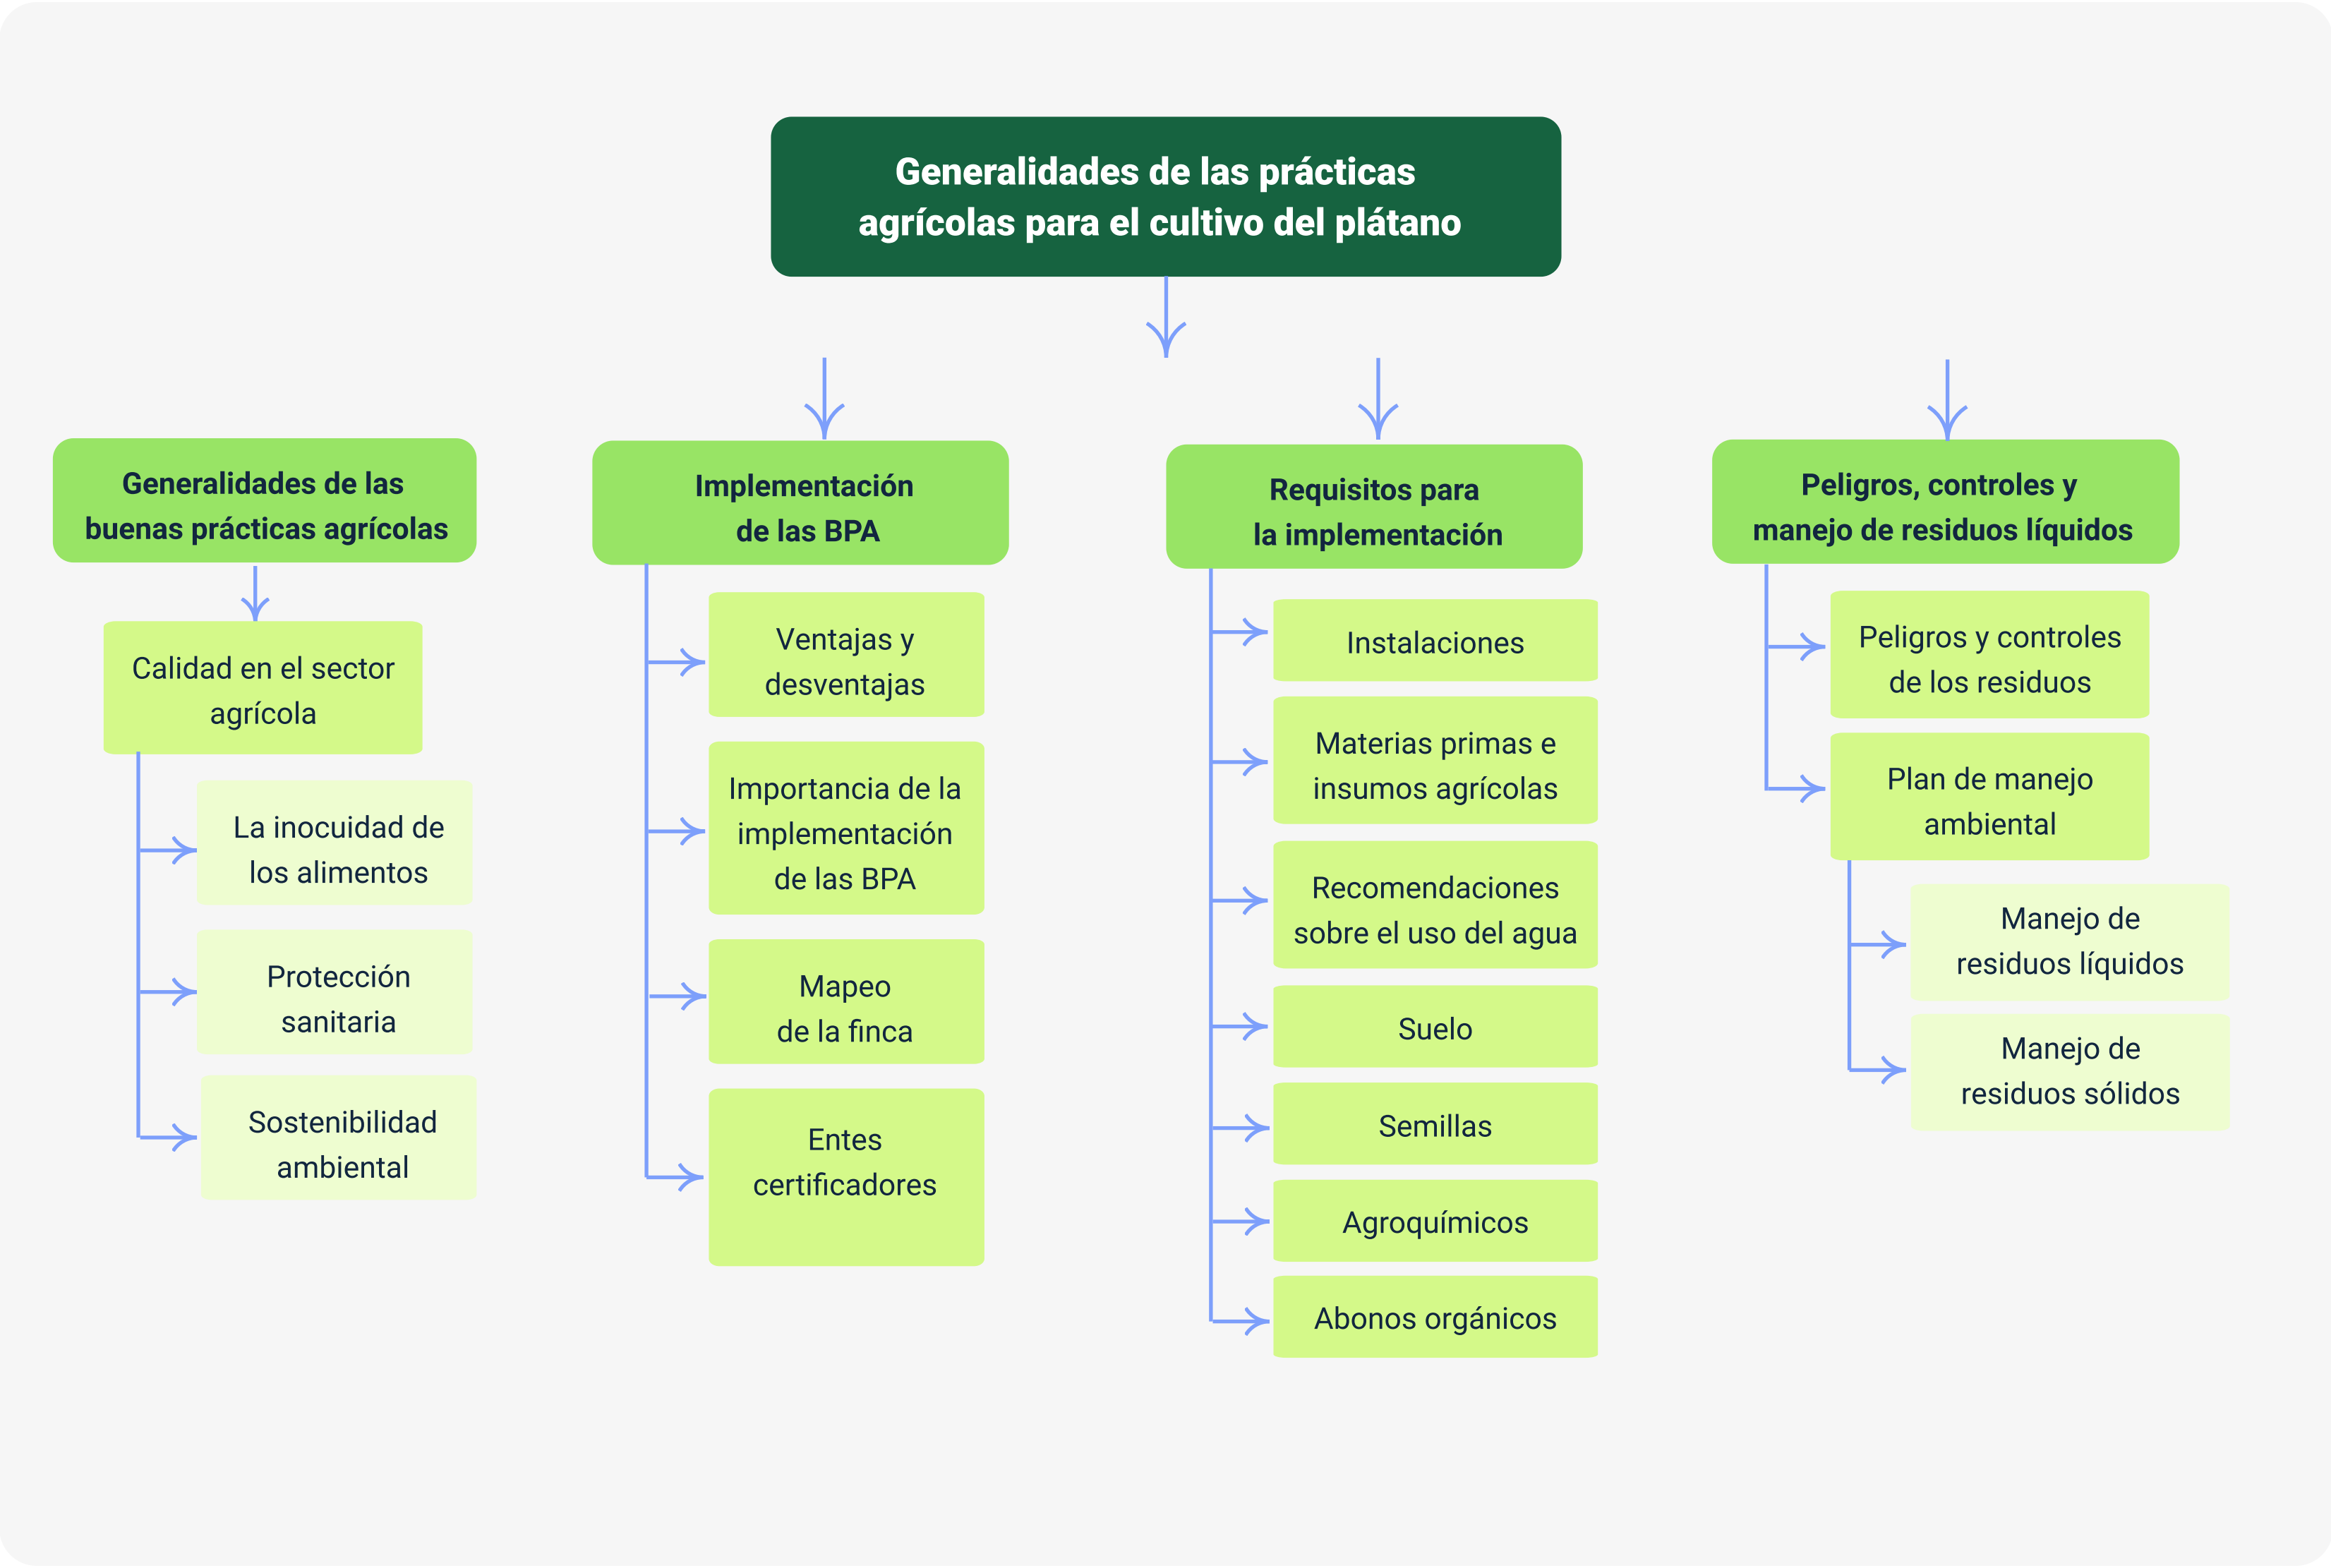 Generalidades de las prácticas
agrícolas para el cultivo del plátano
Generalidades de las
buenas prácticas agrícolas
Calidad en el sector
agrícola
La inocuidad de
los alimentos
Protección
sanitaria
Sostenibilidad
ambiental
Implementación
de las BPA
Ventajas y
desventajas
Importancia de la
implementación
de las BPA
Mapeo
de la finca
Entes
certificadores
Requisitos para
la implementación
Instalaciones
Materias primas e
insumos agrícolas
Recomendaciones
sobre el uso del agua
Suelo
Semillas
Agroquímicos
Abonos orgánicos
Peligros, controles y
manejo de residuos líquidos
Peligros y controles
de los residuos
Plan de manejo
ambiental
Manejo de
residuos líquidos
Manejo de
residuos sólidos